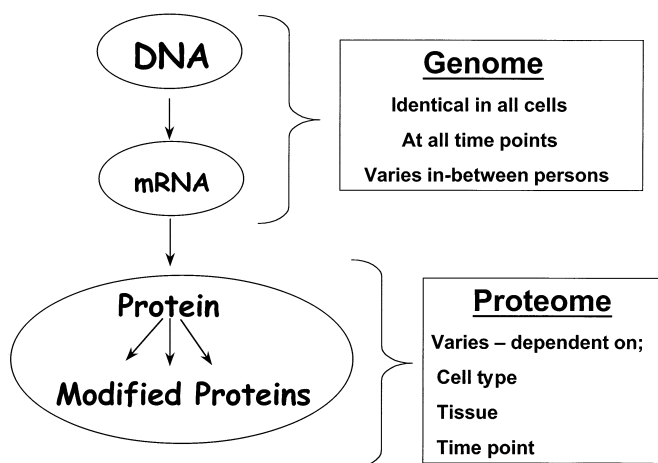 DNA
mRNA
Protein
Modified Proteins
Genome
Identical in all cells
At all time points
Varies in-between persons
Proteome
Varies – dependent on;
Cell type
Tissue
Time point